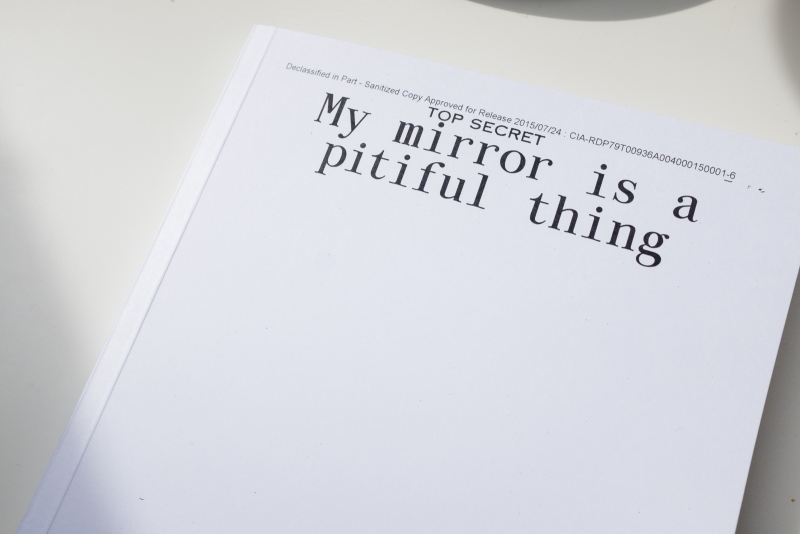 Declassified in Part - Sanitized Copy Approved for Release 2015/07/24 : CIA-RDP79T00936A004000150001-6
TOP SECRET
My mirror is a
pitiful thing